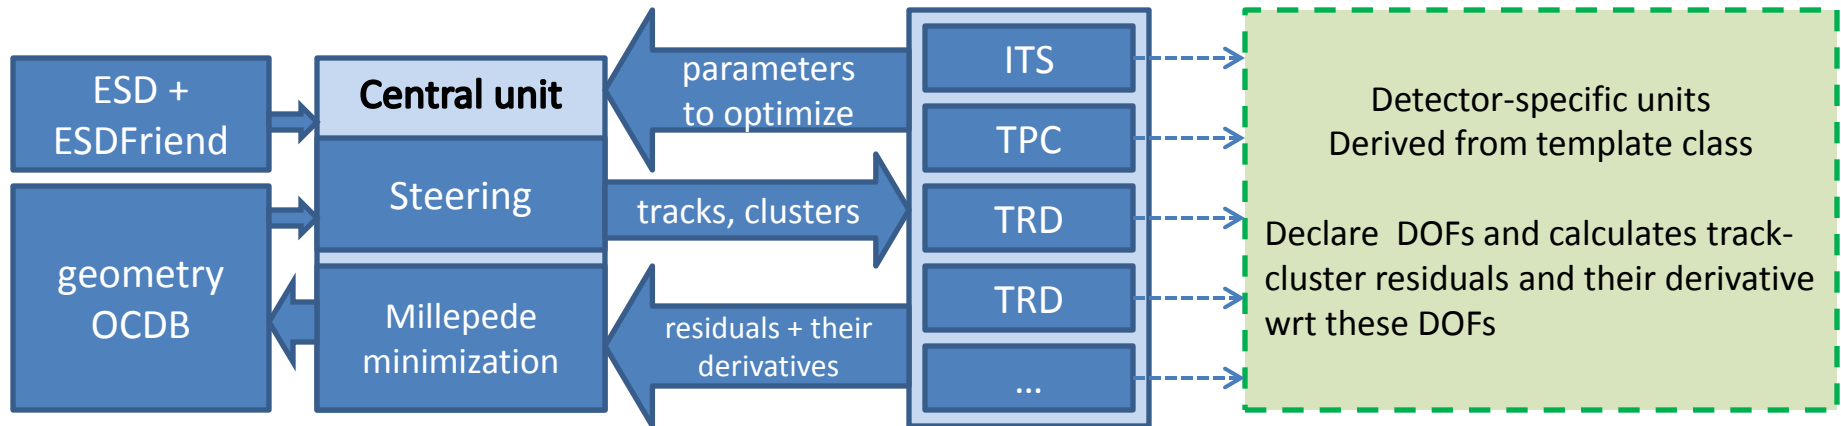 ESD +
ESDFriend
geometry
OCDB
Central unit
Steering
Millepede
minimization
parameters
to optimize
tracks, clusters
residuals + their
derivatives
ITS
TPC
TRD
TRD
...
Detector-specific units
Derived from template class
Declare DOFs and calculates track-
cluster residuals and their derivative
wrt these DOFs